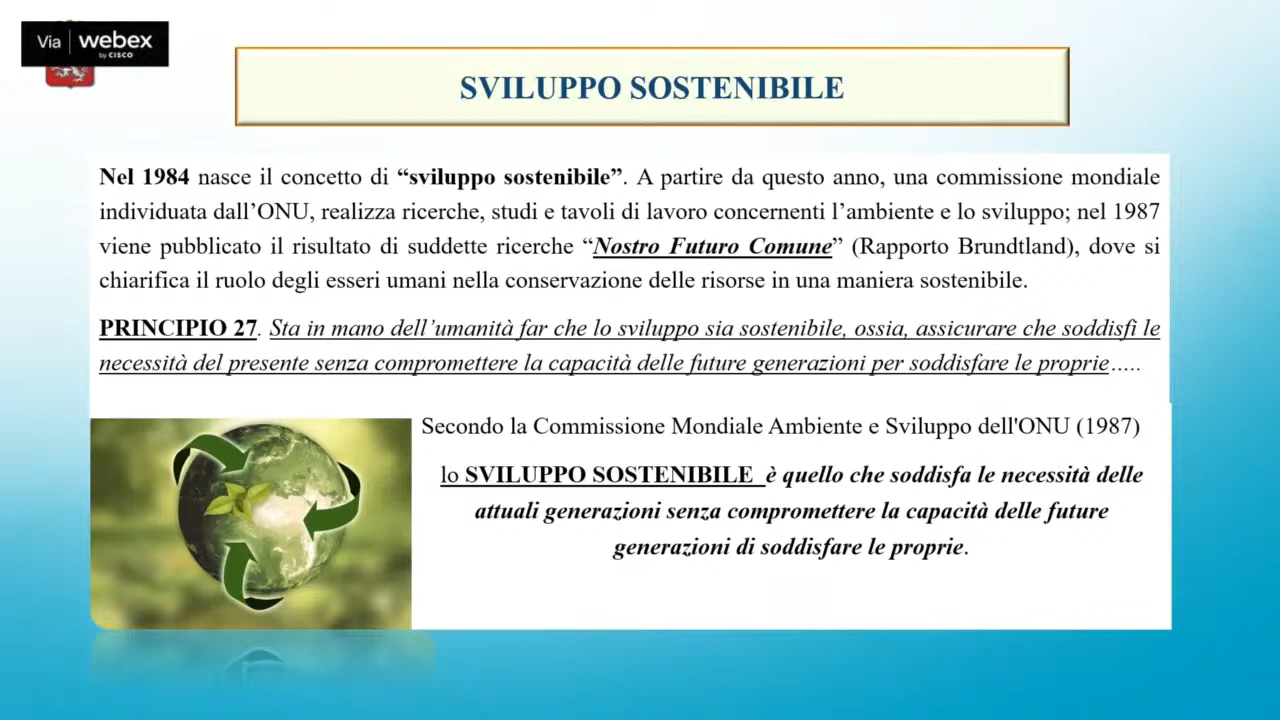 Via webex
by CISCO
SVILUPPO SOSTENIBILE
Nel 1984 nasce il concetto di “sviluppo sostenibile”. A partire da questo anno, una commissione mondiale
individuata dall’ONU, realizza ricerche, studi e tavoli di lavoro concernenti l’ambiente e lo sviluppo; nel 1987
viene pubblicato il risultato di suddette ricerche “Nostro Futuro Comune” (Rapporto Brundtland), dove si
chiarifica il ruolo degli esseri umani nella conservazione delle risorse in una maniera sostenibile.
PRINCIPIO 27. Sta in mano dell’umanità far che lo sviluppo sia sostenibile, ossia, assicurare che soddisfi le
necessità del presente senza compromettere la capacità delle future generazioni per soddisfare le proprie…..
Secondo la Commissione Mondiale Ambiente e Sviluppo dell'ONU (1987)
lo SVILUPPO SOSTENIBILE è quello che soddisfa le necessità delle
attuali generazioni senza compromettere la capacità delle future
generazioni di soddisfare le proprie.